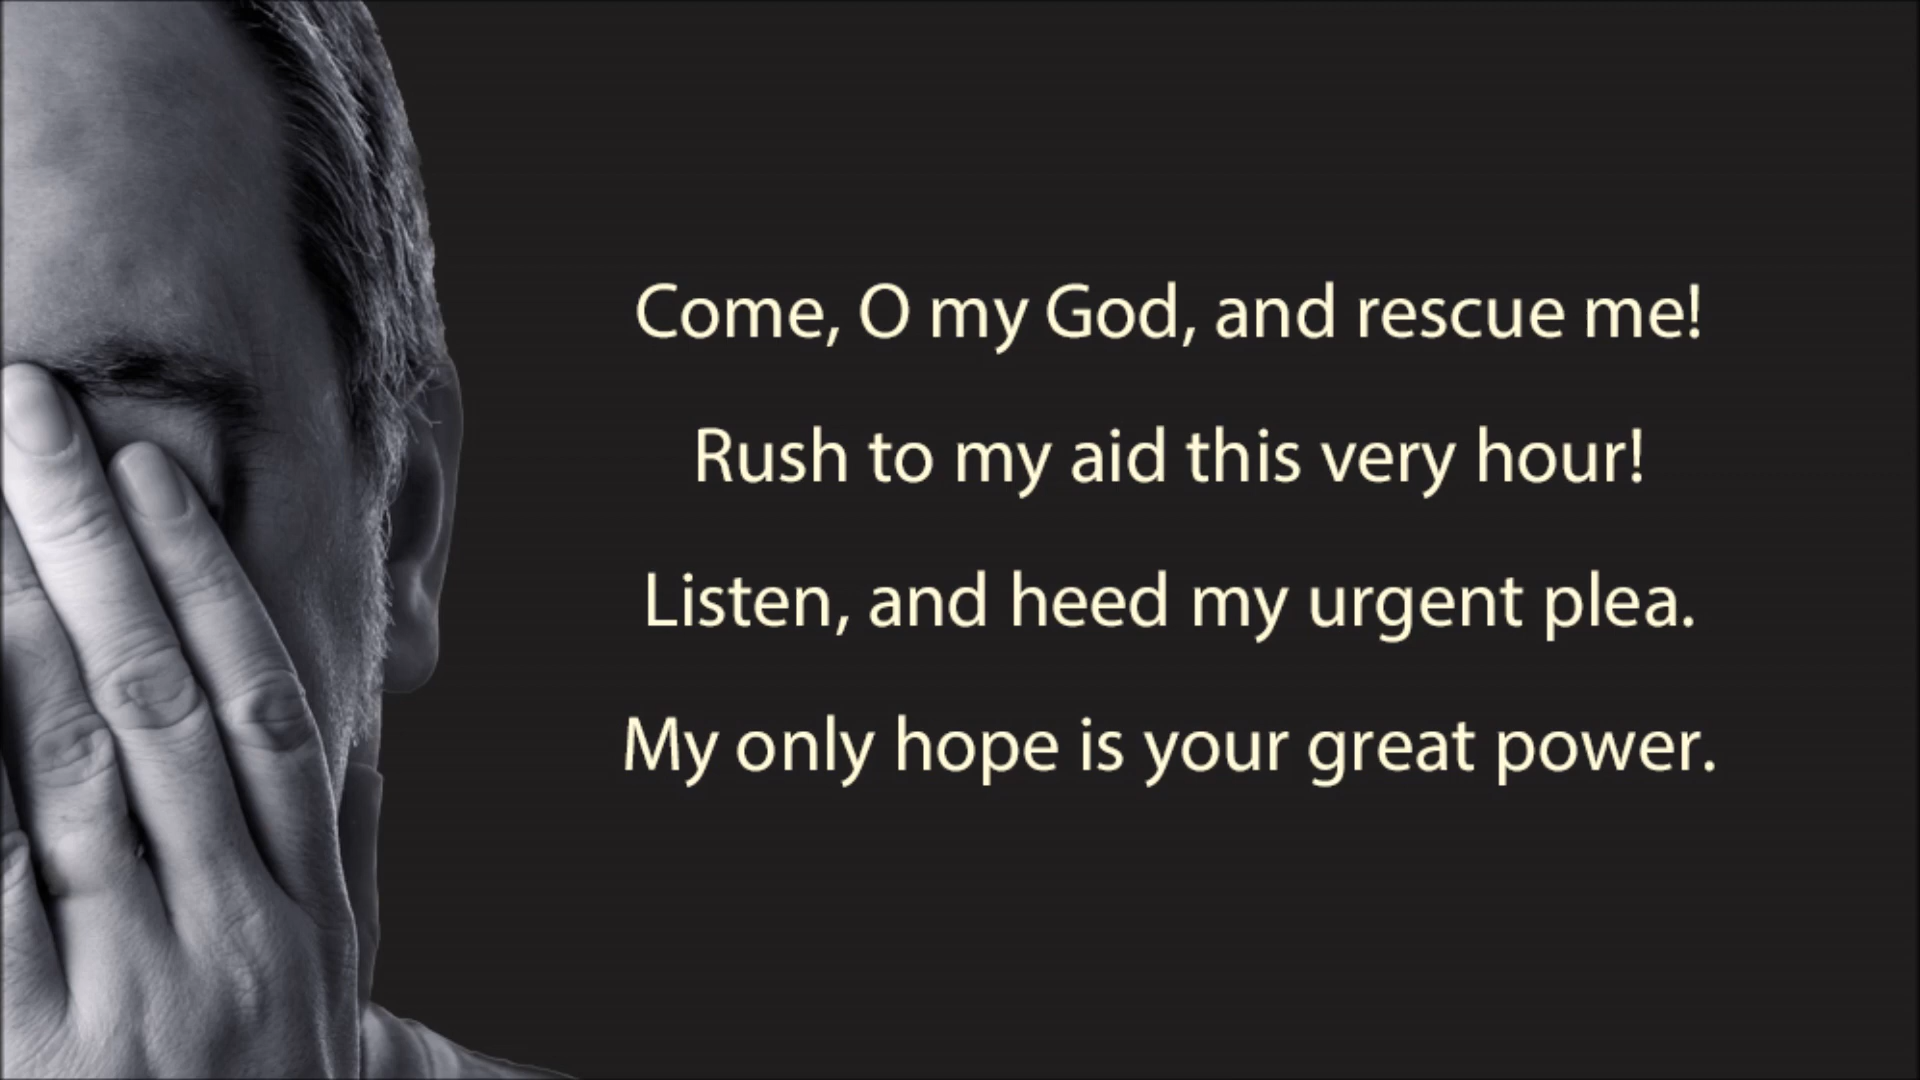 Come, O my God, and rescue me!
Rush to my aid this very hour!
Listen, and heed my urgent plea.
My only hope is your great power.